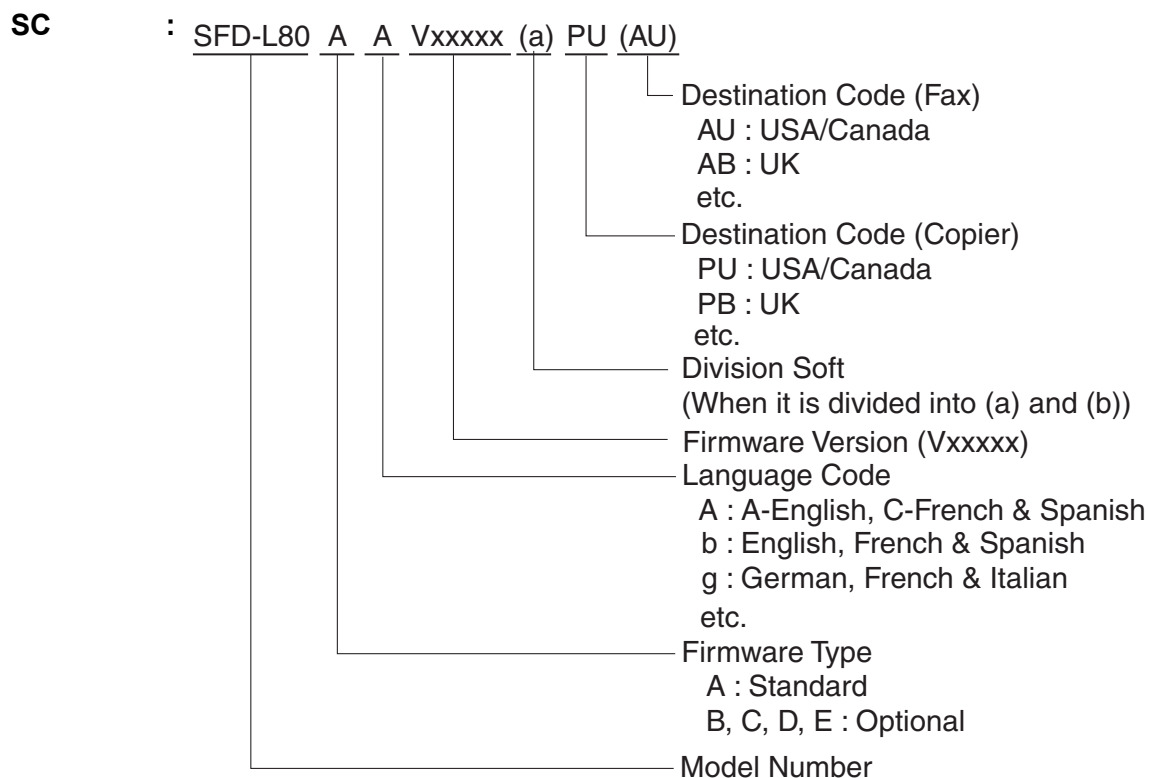 SC : SFD-L80 A A Vxxxxx (a) PU (AU)
Destination Code (Fax)
AU : USA/Canada
AB : UK
etc.
Destination Code (Copier)
PU : USA/Canada
PB : UK
etc.
Division Soft
(When it is divided into (a) and (b))
Firmware Version (Vxxxxx)
Language Code
A : A-English, C-French & Spanish
b : English, French & Spanish
g : German, French & Italian
etc.
Firmware Type
A : Standard
B, C, D, E : Optional
Model Number